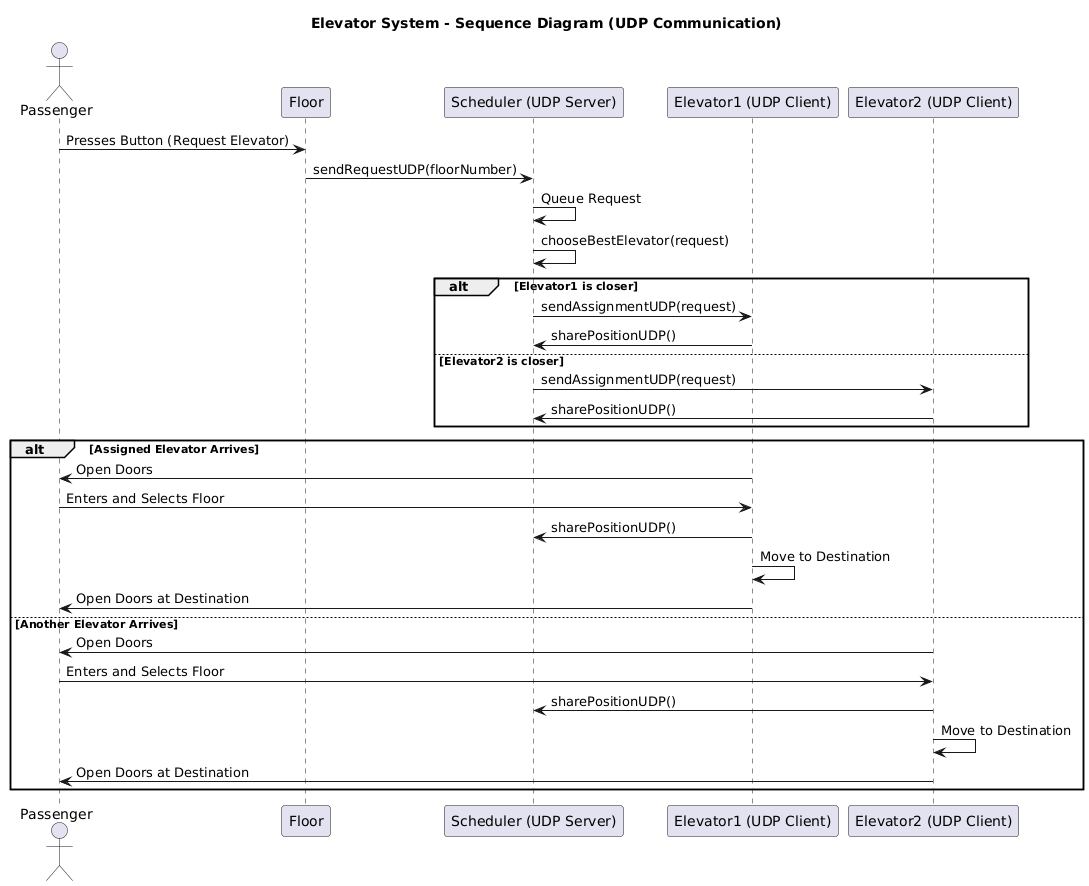 Elevator System - Sequence Diagram (UDP Communication)
Passenger
Floor
Scheduler (UDP Server)
Elevator1 (UDP Client)
Elevator2 (UDP Client)
Presses Button (Request Elevator)
sendRequestUDP(floorNumber)
Queue Request
chooseBestElevator(request)
alt
[Elevator1 is closer]
sendAssignmentUDP(request)
sharePositionUDP()
[Elevator2 is closer]
sendAssignmentUDP(request)
sharePositionUDP()
alt
[Assigned Elevator Arrives]
Open Doors
Enters and Selects Floor
sharePositionUDP()
Move to Destination
Open Doors at Destination
[Another Elevator Arrives]
Open Doors
Enters and Selects Floor
sharePositionUDP()
Move to Destination
Open Doors at Destination
Passenger
Floor
Scheduler (UDP Server)
Elevator1 (UDP Client)
Elevator2 (UDP Client)